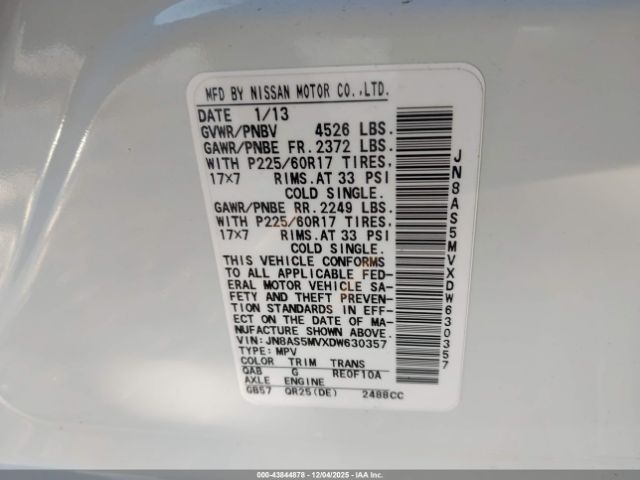 MFD BY NISSAN MOTOR CO.,LTD.
DATE 1/13
GVWR/PNBV 4526 LBS.
GAWR/PNBE FR.2372 LBS.
WITH P225/60R17 TIRES,
17×7 RIMS.AT 33 PSI
COLD SINGLE.
GAWR/PNBE RR.2249 LBS.
WITH P225/60R17 TIRES,
17×7 RIMS.AT 33 PSI
COLD SINGLE.
THIS VEHICLE CONFORMS
TO ALL APPLICABLE FED-
ERAL MOTOR VEHICLE SA-
FETY AND THEFT PREVEN-
TION STANDARDS IN EFF-
ECT ON THE DATE OF MA-
NUFACTURE SHOWN ABOVE.
VIN: JN8AS5MVXDW630357
TYPE: MPV
COLOR TRIM TRANS
QAB G RE0F10A
AXLE ENGINE
GB57 QR25(DE) 2488CC
JN8AS5MVXDW630357
000-43844878 - 12/04/2025 - IAA Inc.